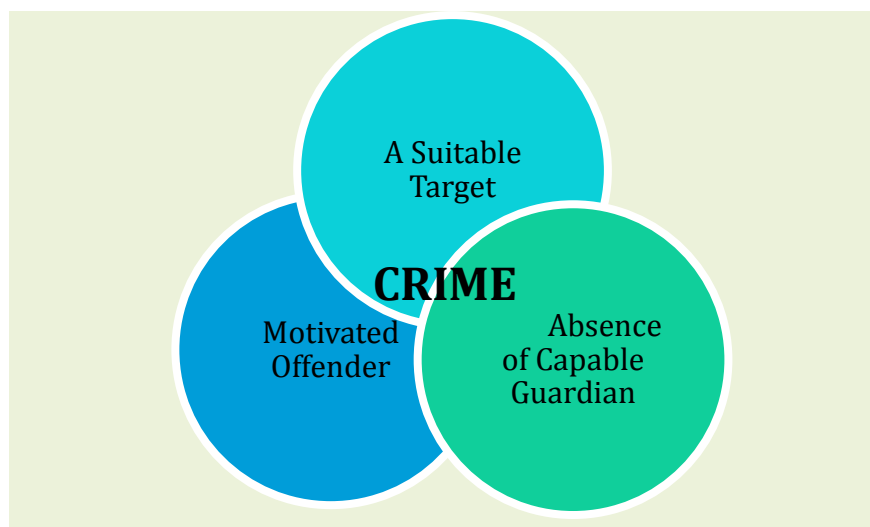 A Suitable
Target
CRIME
Motivated
Offender
Absence
of Capable
Guardian